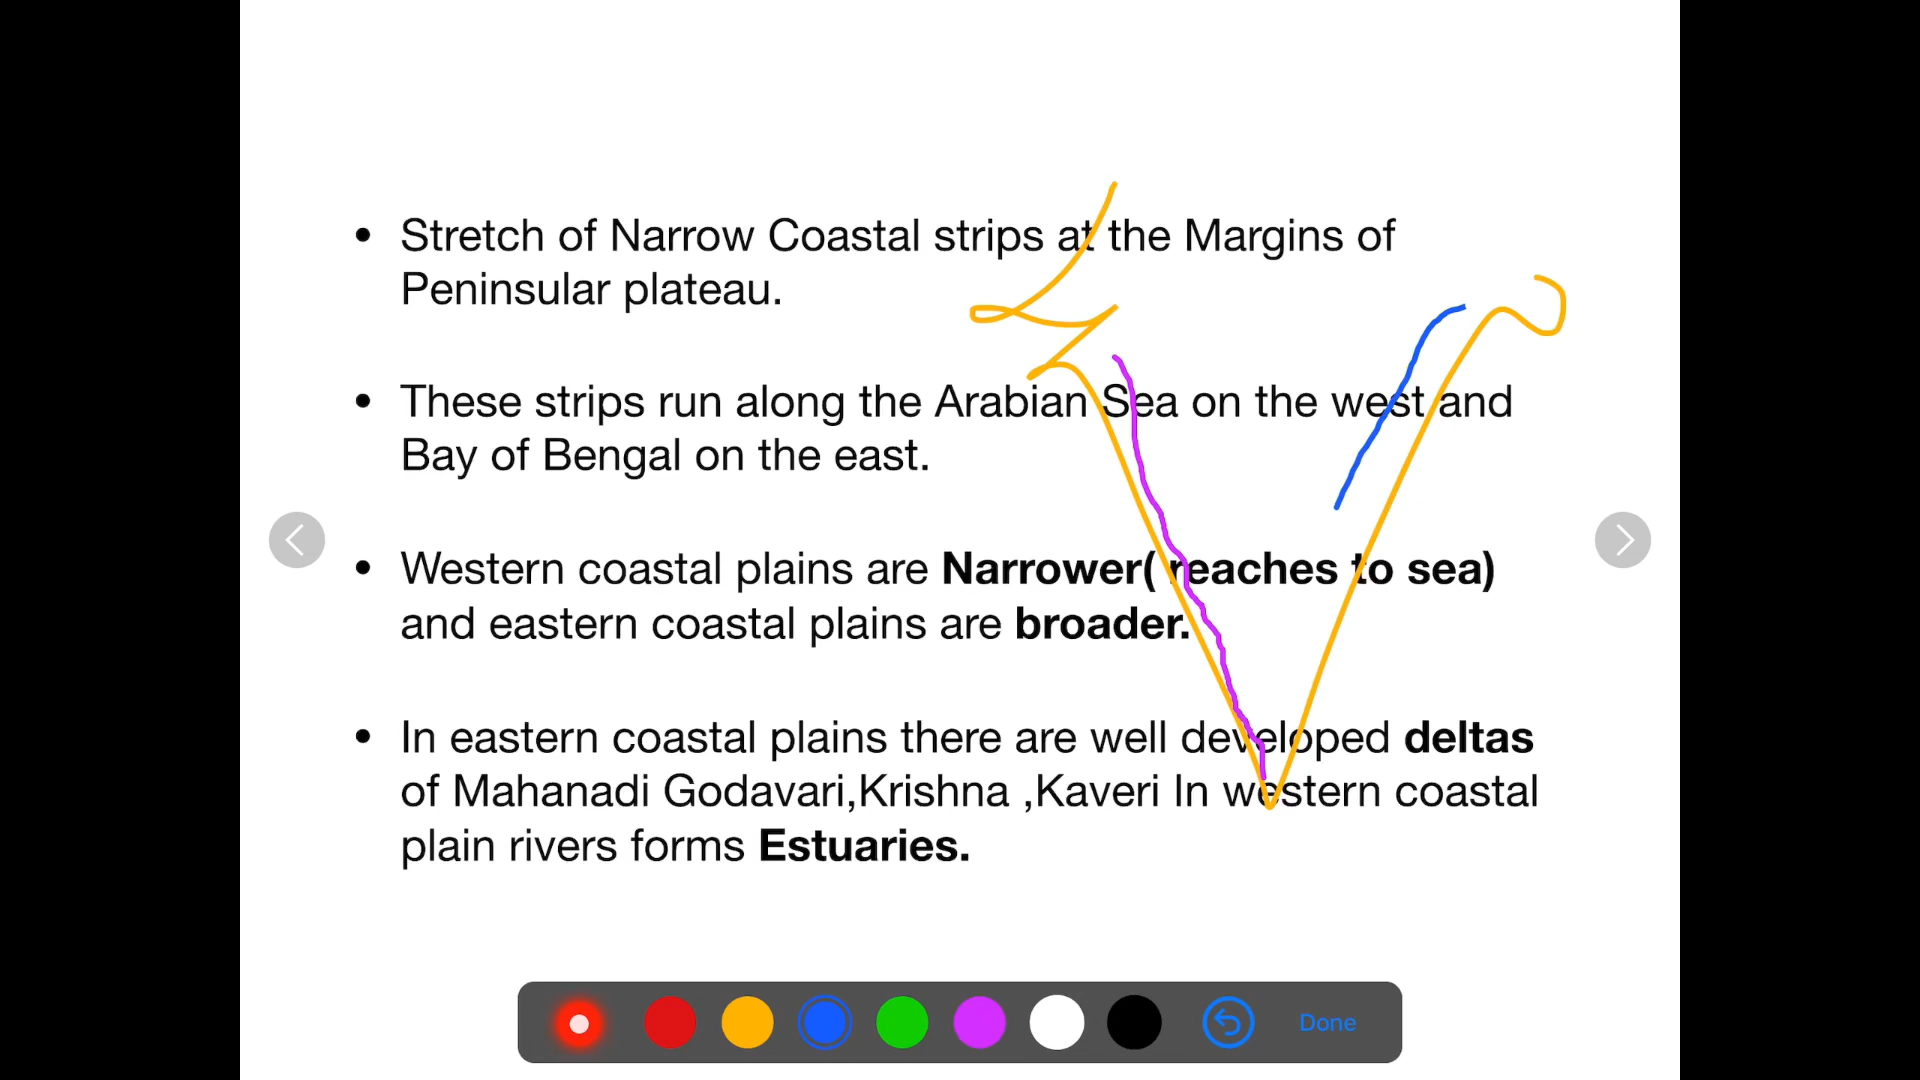 • Stretch of Narrow Coastal strips at the Margins of
Peninsular plateau.
• These strips run along the Arabian Sea on the west and
Bay of Bengal on the east.
• Western coastal plains are Narrower( reaches to sea)
and eastern coastal plains are broader.
• In eastern coastal plains there are well developed deltas
of Mahanadi Godavari,Krishna ,Kaveri In western coastal
plain rivers forms Estuaries.
Done